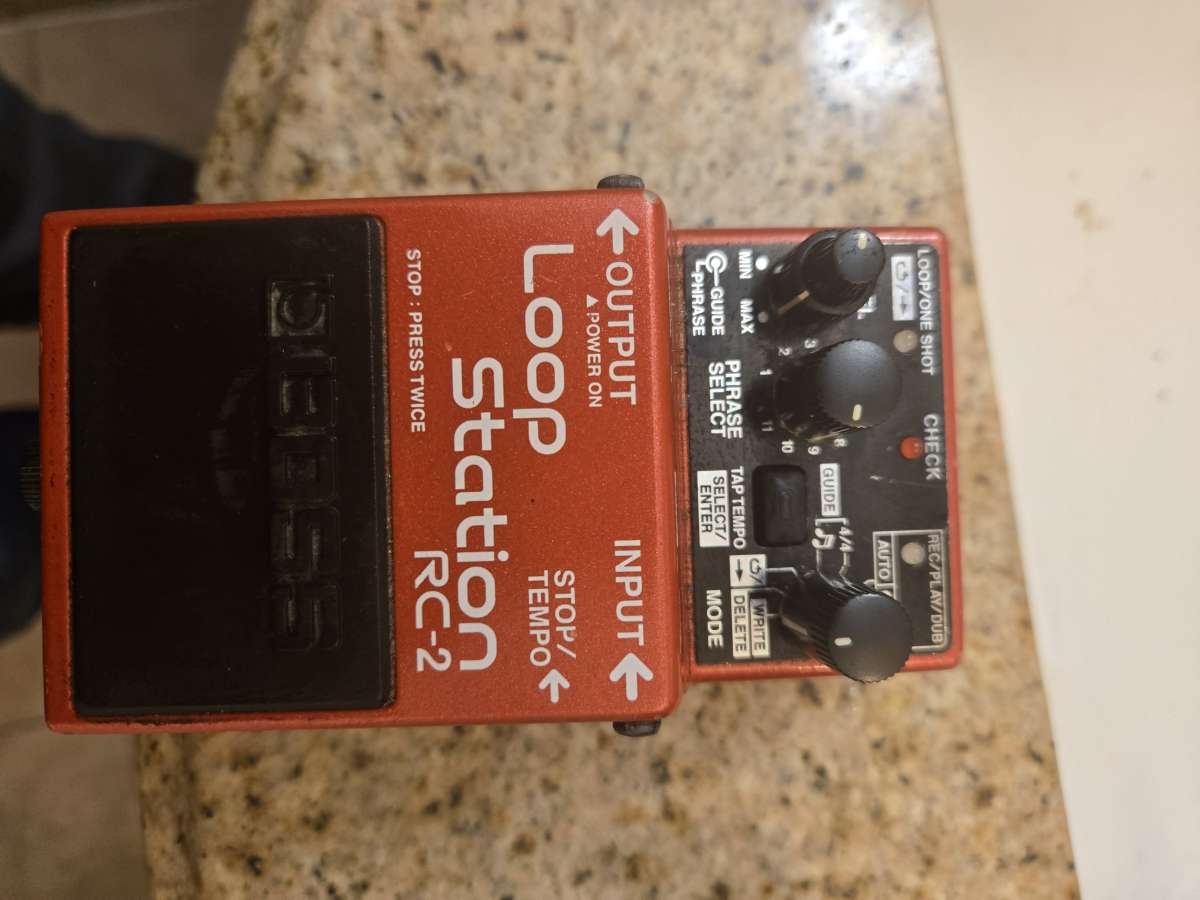 LOOP/ONE SHOT
CHECK
REC/PLAY/DUB
AUTO
3
2
1
11
10
9
8
GUIDE
4/4
MIN
MAX
GUIDE
PHRASE
PHRASE
SELECT
TAP TEMPO
SELECT/
ENTER
WRITE
DELETE
MODE
OUTPUT
POWER ON
INPUT
Loop
Station
RC-2
STOP/
TEMPO
STOP : PRESS TWICE
BOSS